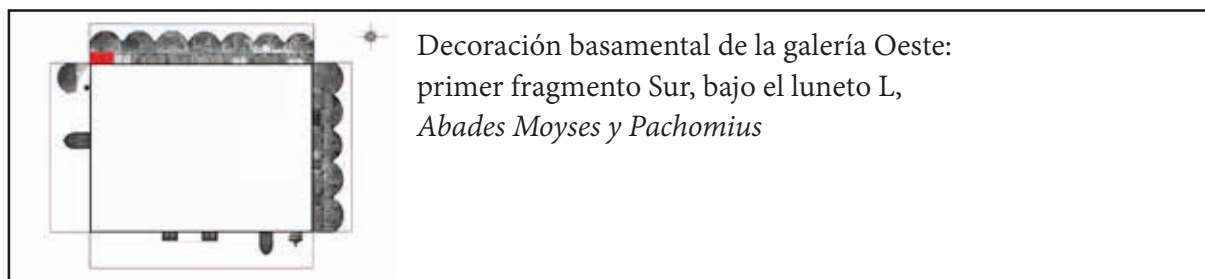 Decoración basamental de la galería Oeste:
primer fragmento Sur, bajo el luneto L,
Abades Moyses y Pachomius